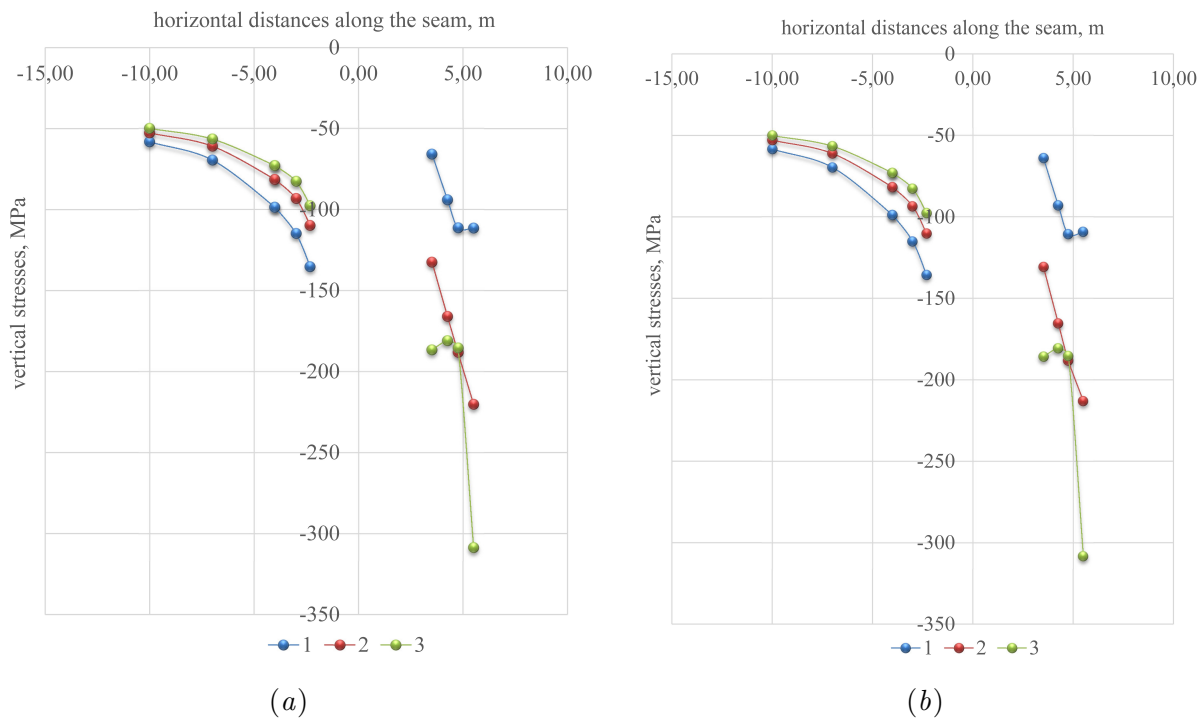 horizontal distances along the seam, m
0
-15,00 -10,00 -5,00 0,00 5,00 10,00
-50
-100
-150
-200
-250
-300
-350
vertical stresses, MPa
1 2 3
(a)
horizontal distances along the seam, m
0
-15,00 -10,00 -5,00 0,00 5,00 10,00
-50
-100
-150
-200
-250
-300
-350
vertical stresses, MPa
1 2 3
(b)